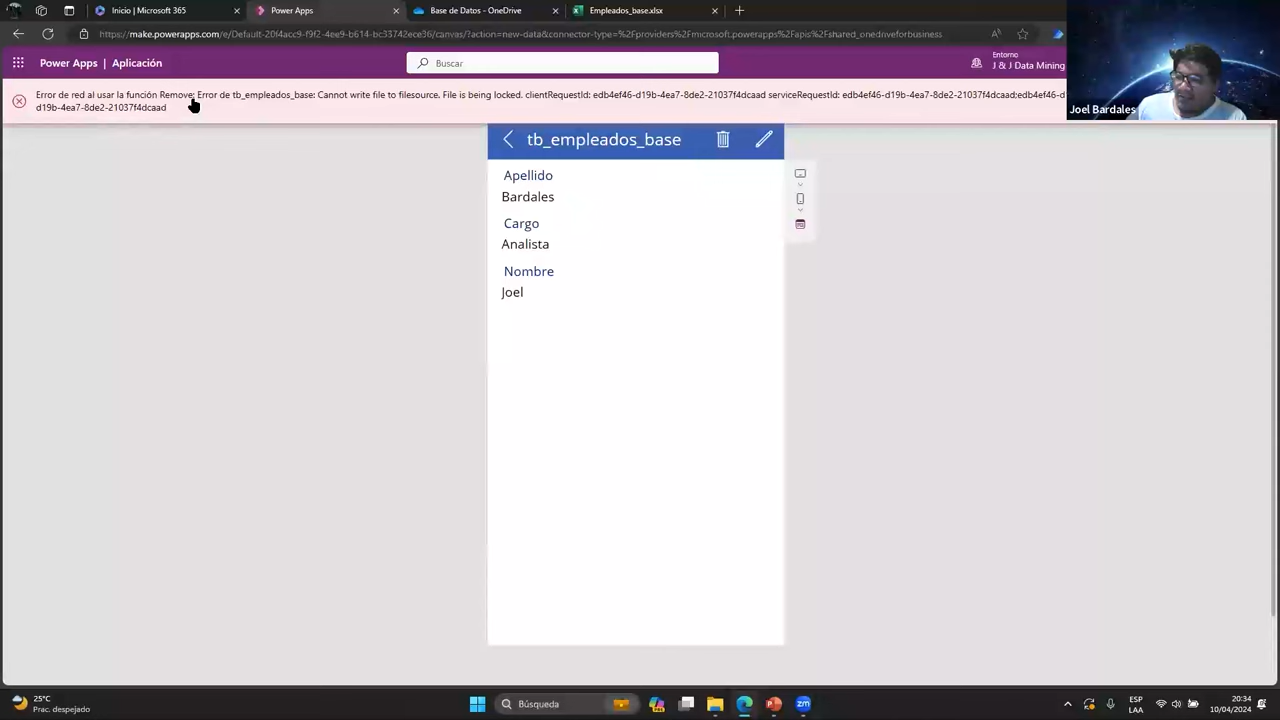 Inicio | Microsoft 365
Power Apps
Base de Datos - OneDrive
Empleados_base.xlsx
https://make.powerapps.com/e/Default-20f4acc9-f9f2-4ee9-b614-bc33742ece36/canvas/?action=new-data&connector-type=%2Fproviders%2Fmicrosoft.powerapps%2Fapis%2Fshared_onedriveforbusiness
Power Apps | Aplicación
Buscar
Entorno
J & J Data Mining
Error de red al usar la función Remove: Error de tb_empleados_base: Cannot write file to filesource. File is being locked. clientRequestId: edb4ef46-d19b-4ea7-8de2-21037f4dcaad serviceRequestId: edb4ef46-d19b-4ea7-8de2-21037f4dcaad;edb4ef46-d
d19b-4ea7-8de2-21037f4dcaad
Joel Bardales
tb_empleados_base
Apellido
Bardales
Cargo
Analista
Nombre
Joel
25°C
Prac. despejado
Búsqueda
ESP
LAA
20:34
10/04/2024